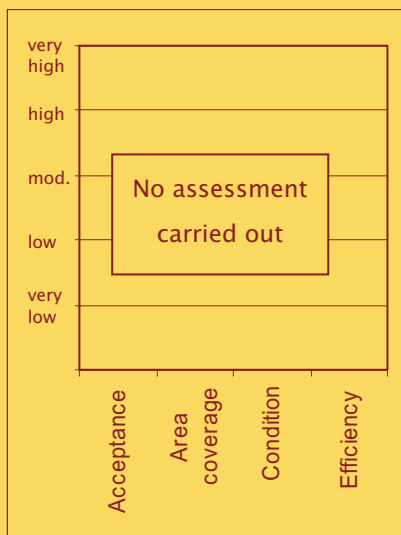 very
high
high
mod.
No assessment
carried out
low
very
low
Acceptance
Area
coverage
Condition
Efficiency